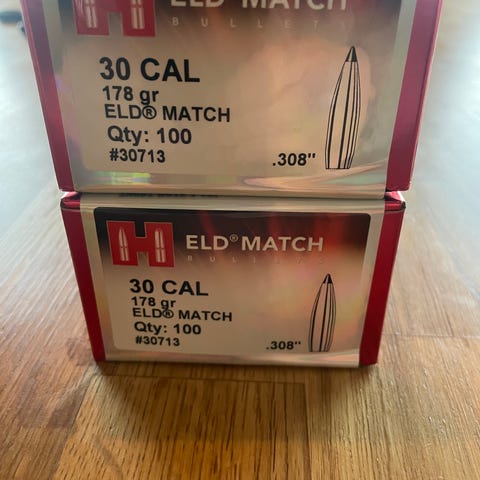 ELD® MATCH
BULLETS
30 CAL
178 gr
ELD® MATCH
Qty: 100
#30713
.308"
H
ELD® MATCH
BULLETS
30 CAL
178 gr
ELD® MATCH
Qty: 100
#30713
.308"